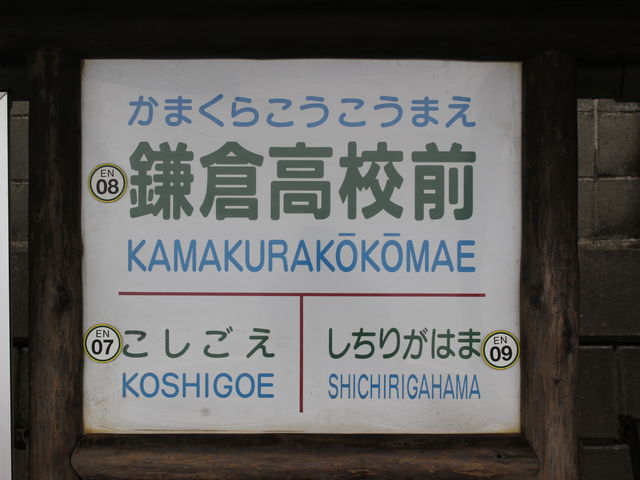 かまくらこうこうまえ
EN
08
鎌倉高校前
KAMAKURAKŌKŌMAE
EN
07
こしごえ
KOSHIGOE
しちりがはま
EN
09
SHICHIRIGAHAMA